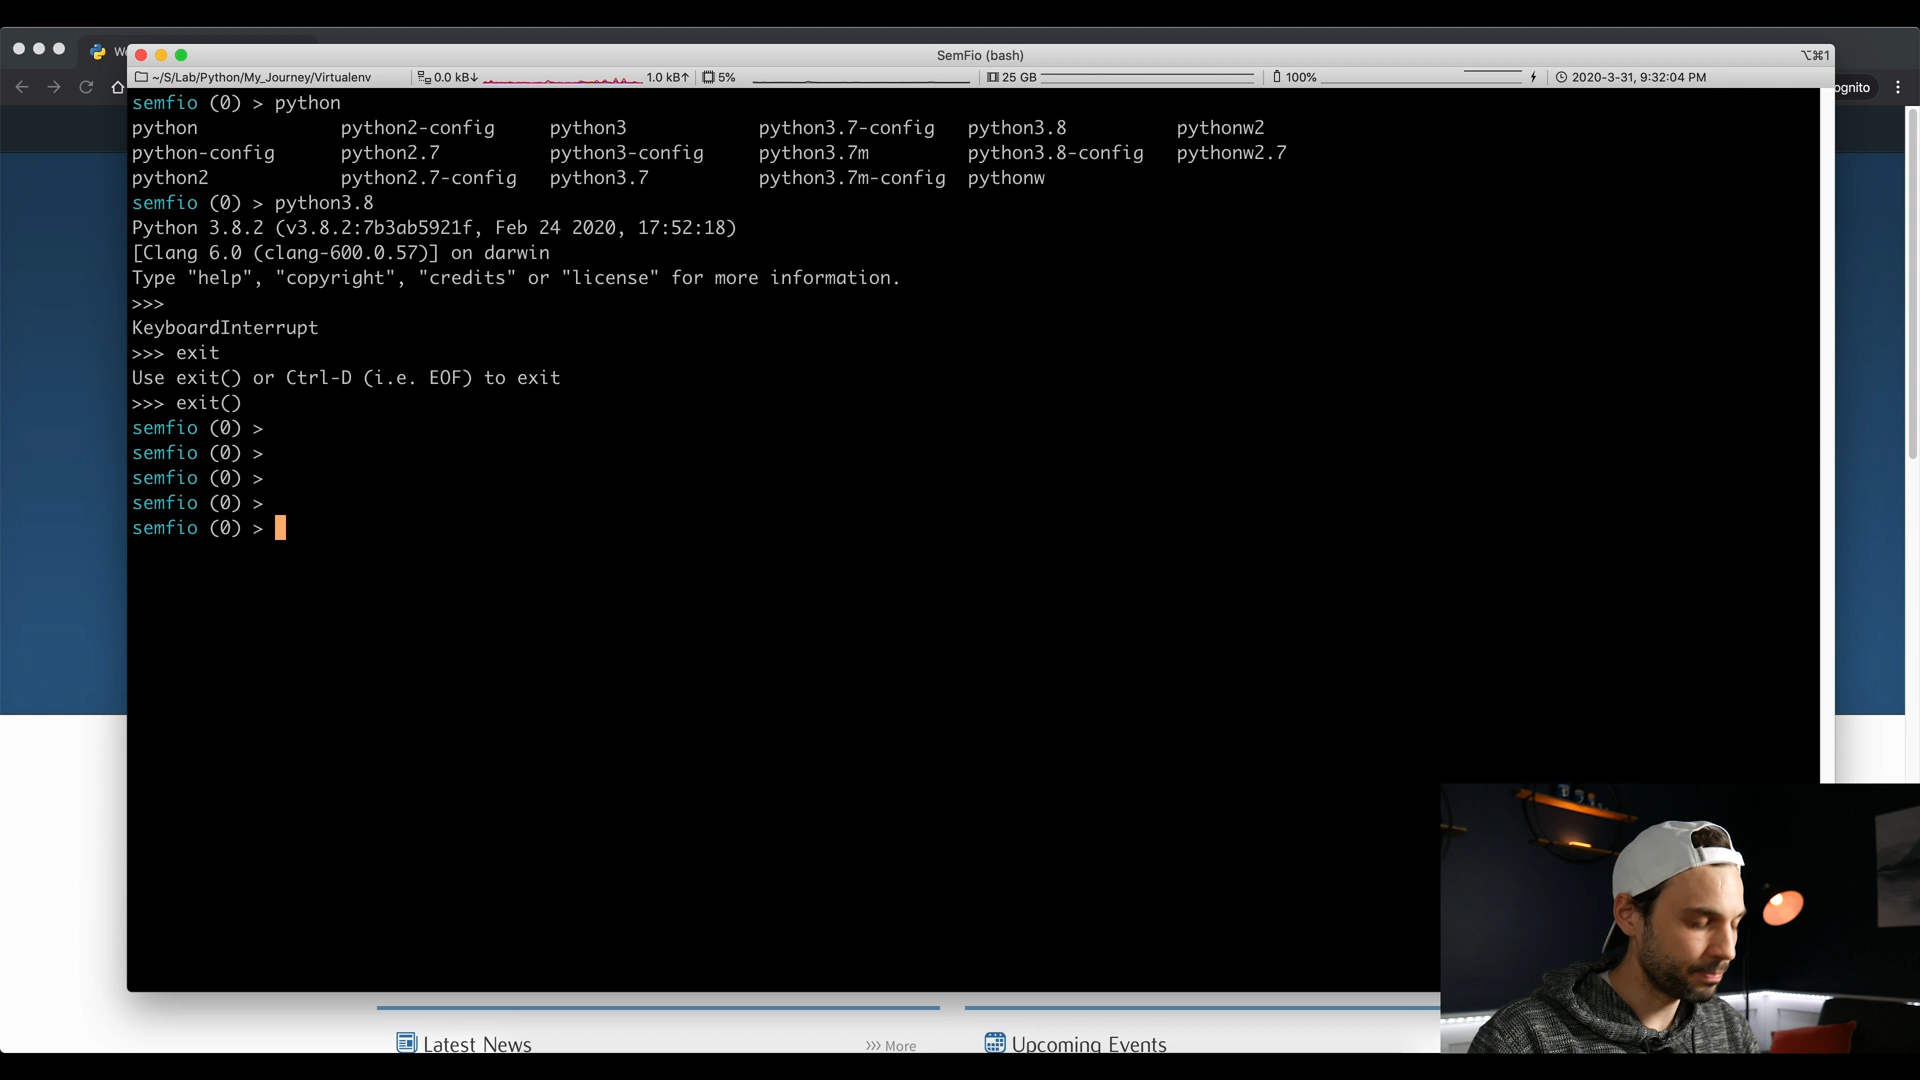 W
SemFio (bash)
⌥⌘1
~/S/Lab/Python/My_Journey/Virtualenv
0.0 kB↓
1.0 kB↑
5%
25 GB
100%
2020-3-31, 9:32:04 PM
ognito
semfio (0) > python
python python2-config python3 python3.7-config python3.8 pythonw2
python-config python2.7 python3-config python3.7m python3.8-config pythonw2.7
python2 python2.7-config python3.7 python3.7m-config pythonw
semfio (0) > python3.8
Python 3.8.2 (v3.8.2:7b3ab5921f, Feb 24 2020, 17:52:18)
[Clang 6.0 (clang-600.0.57)] on darwin
Type "help", "copyright", "credits" or "license" for more information.
>>>
KeyboardInterrupt
>>> exit
Use exit() or Ctrl-D (i.e. EOF) to exit
>>> exit()
semfio (0) >
semfio (0) >
semfio (0) >
semfio (0) >
semfio (0) >
Latest News
>>> More
Upcoming Events